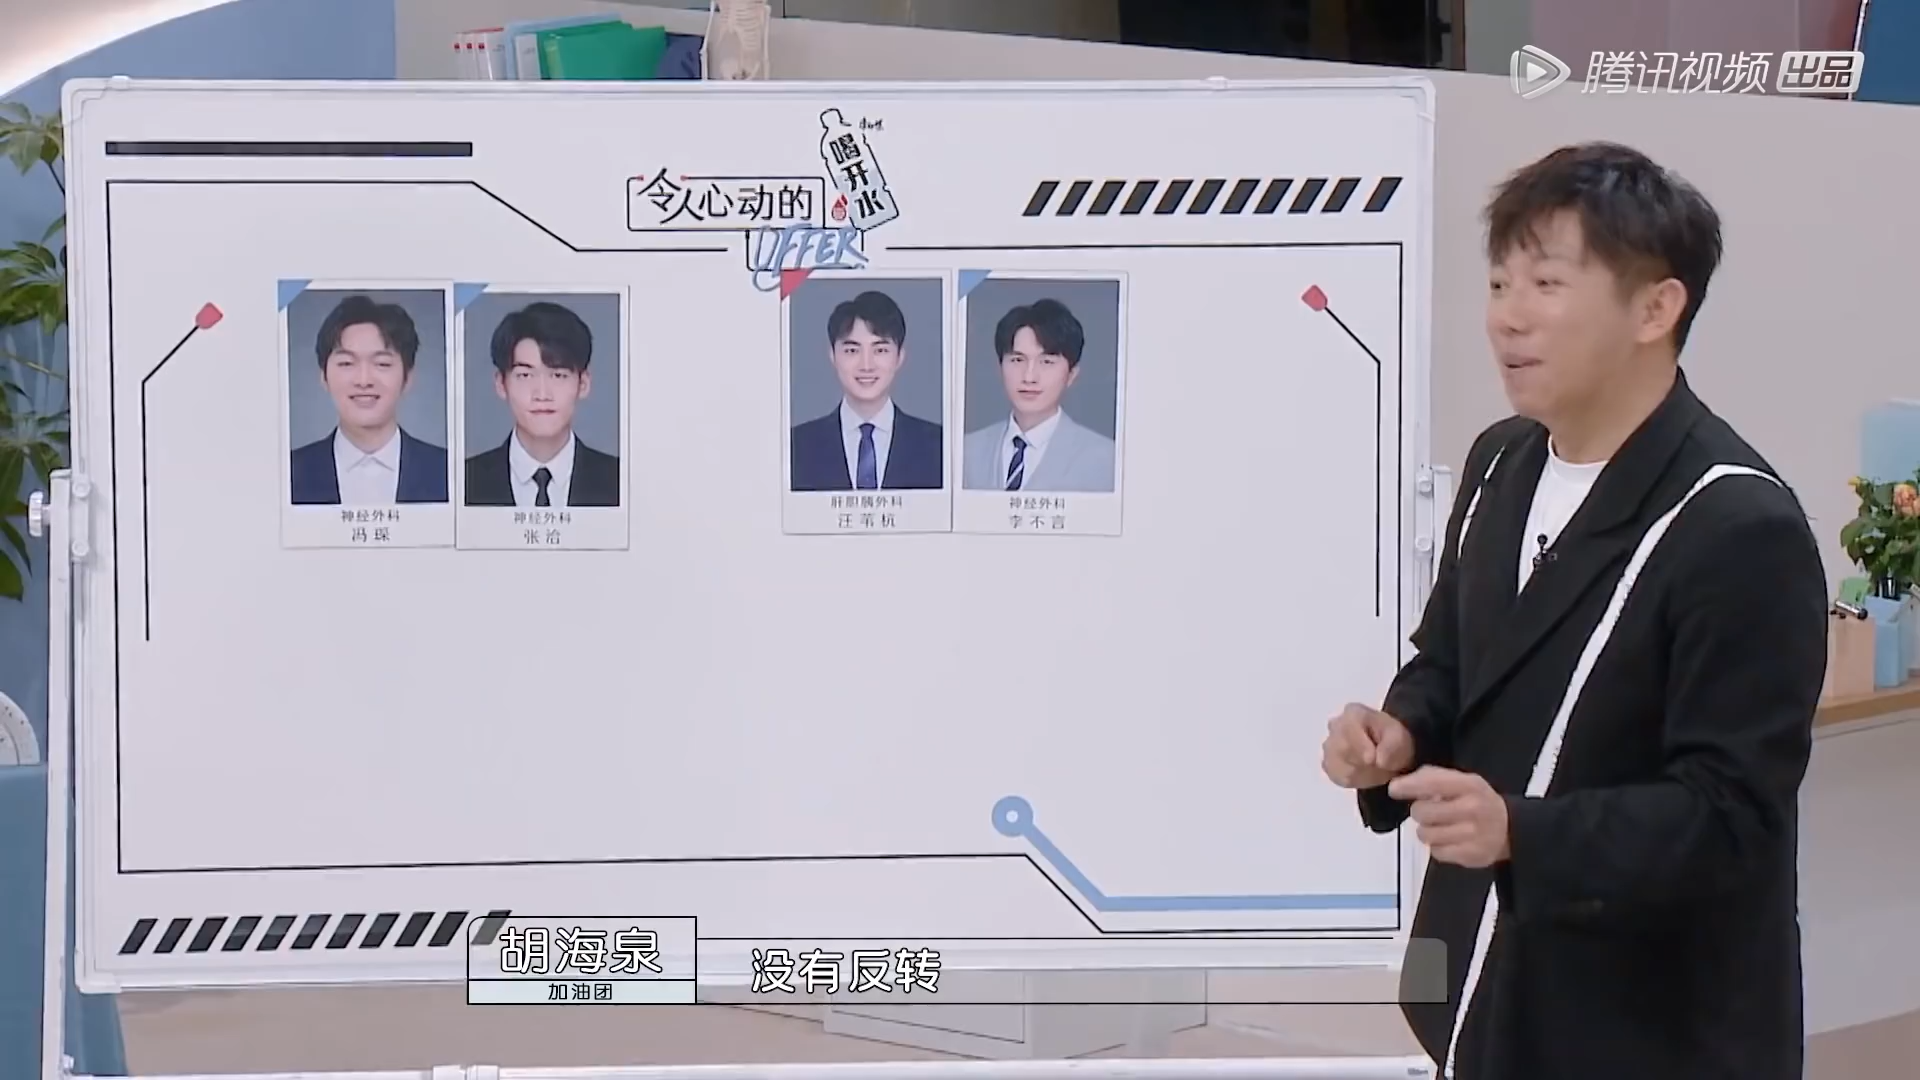 腾讯视频 出品
喝开水
令人心动的
OFFER
神经外科
冯琛
神经外科
张治
肝胆胰外科
汪苇杭
神经外科
李不言
胡海泉
加油团
没有反转